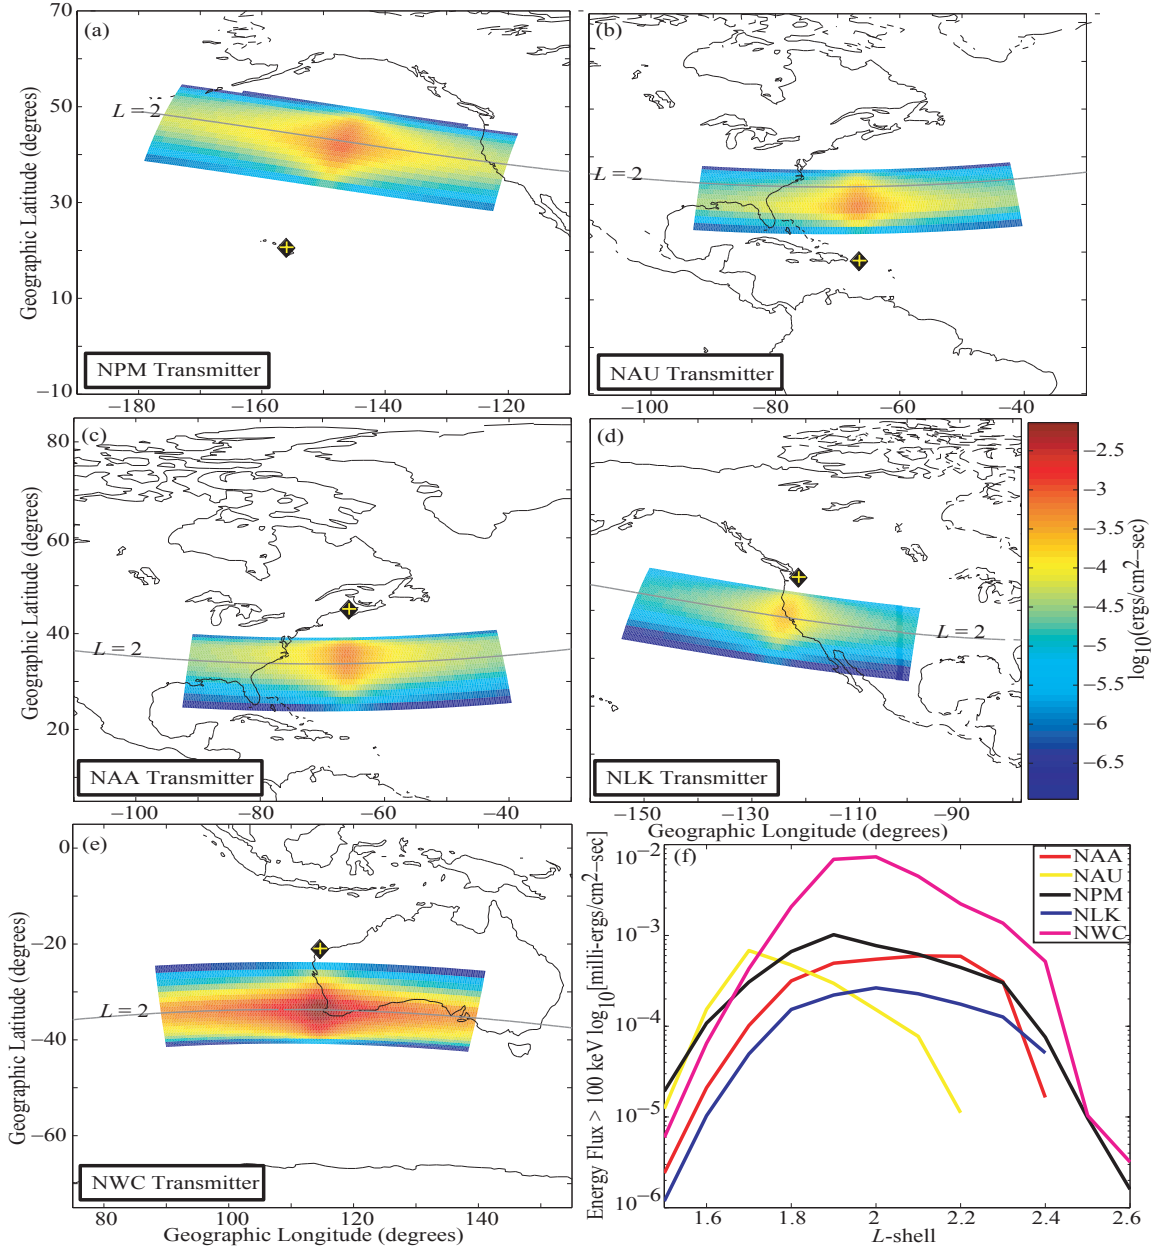 (a)
70
50
30
10
−10
Geographic Latitude (degrees)
L = 2
NPM Transmitter
−180
−160
−140
−120
(b)
L = 2
NAU Transmitter
−100
−80
−60
−40
(c)
80
60
40
20
Geographic Latitude (degrees)
L = 2
NAA Transmitter
−100
−80
−60
−40
(d)
L = 2
NLK Transmitter
−150
−130
−110
−90
Geographic Longitude (degrees)
−2.5
−3
−3.5
−4
−4.5
−5
−5.5
−6
−6.5
log10(ergs/cm2−sec)
(e)
0
−20
−40
−60
Geographic Latitude (degrees)
L = 2
NWC Transmitter
80
100
120
140
Geographic Longitude (degrees)
(f)
10−2
10−3
10−4
10−5
10−6
Energy Flux > 100 keV log10[milli-ergs/cm2−sec]
NAA
NAU
NPM
NLK
NWC
1.6
1.8
2
2.2
2.4
2.6
L-shell